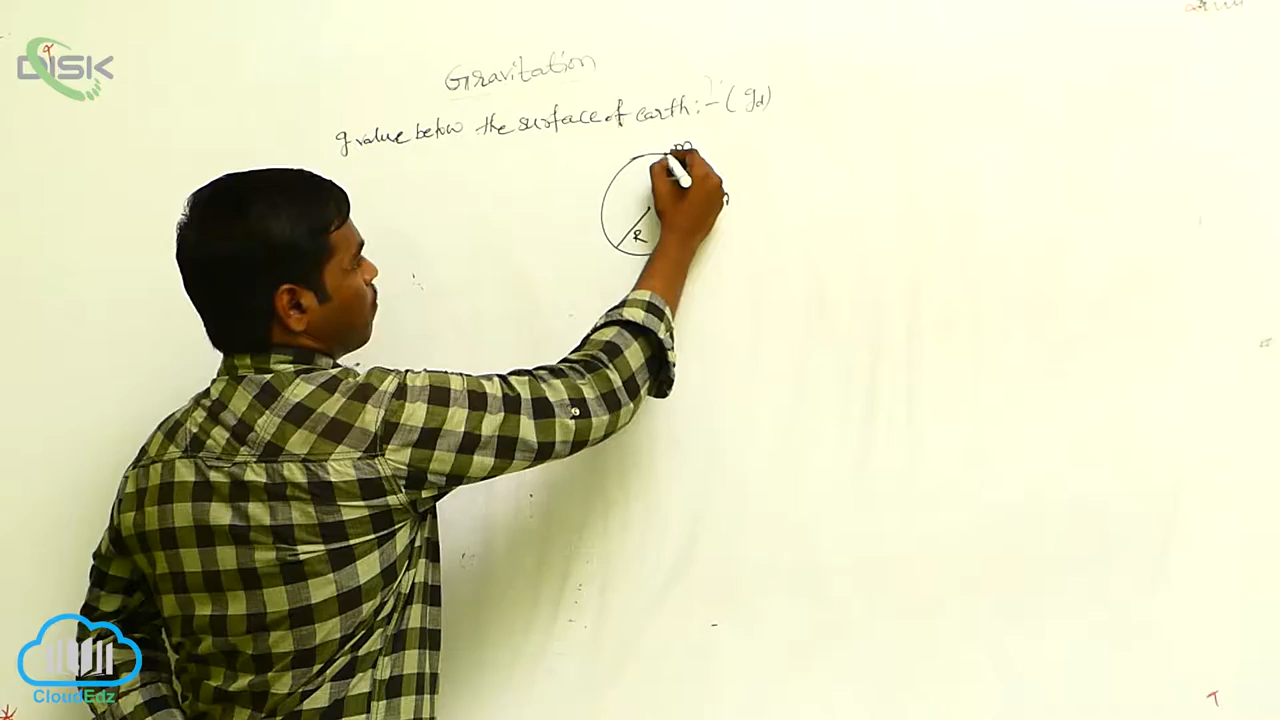 DISK
Gravitation
g value below the surface of earth :- (gd)
m
R
CloudEdz